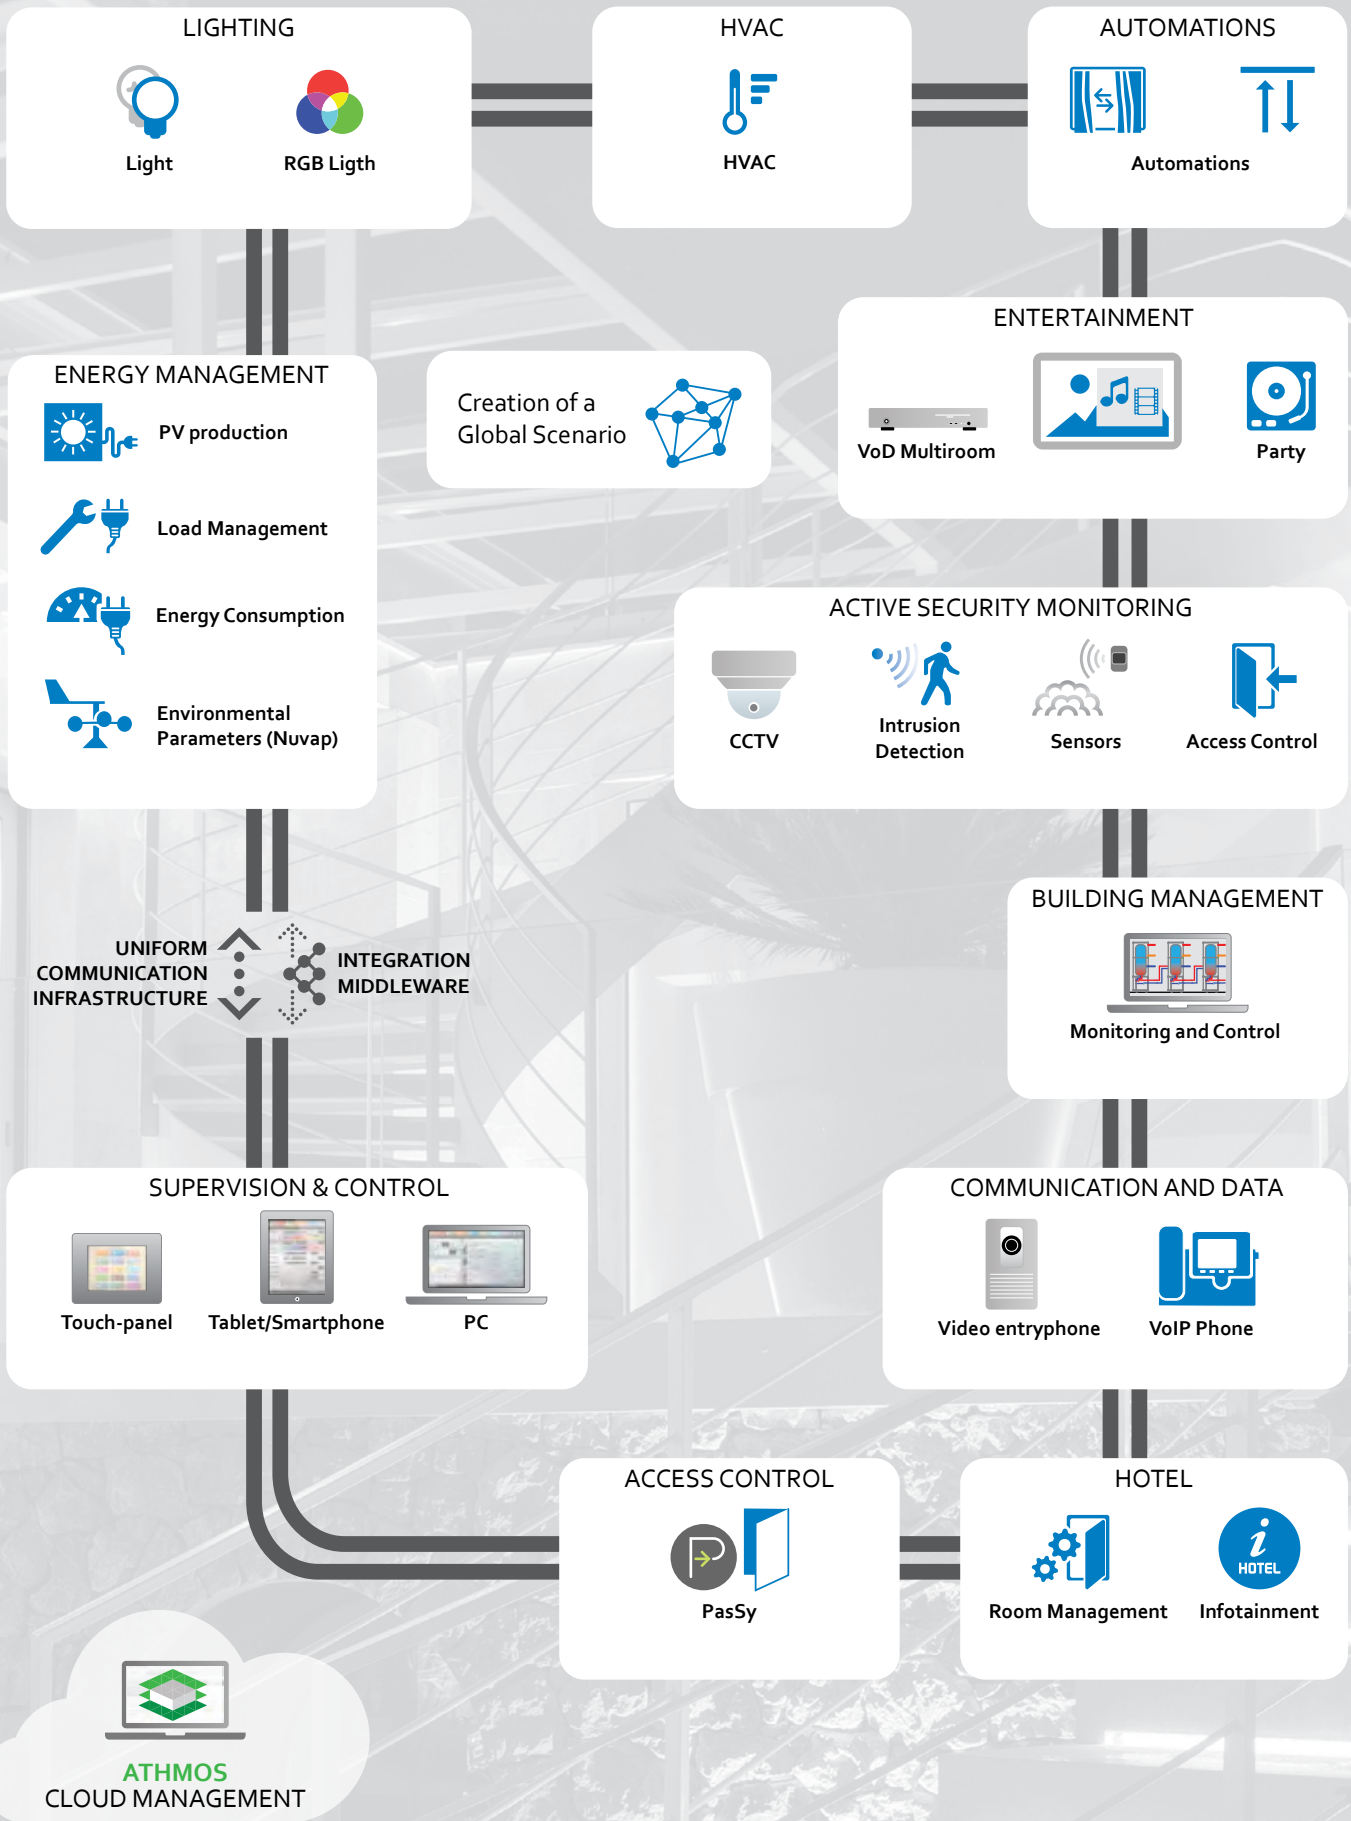 LIGHTING
Light
RGB Ligth
HVAC
HVAC
AUTOMATIONS
Automations
ENTERTAINMENT
VoD Multiroom
Party
ENERGY MANAGEMENT
PV production
Load Management
Energy Consumption
Environmental
Parameters (Nuvap)
Creation of a
Global Scenario
ACTIVE SECURITY MONITORING
CCTV
Intrusion
Detection
Sensors
Access Control
UNIFORM
COMMUNICATION
INFRASTRUCTURE
INTEGRATION
MIDDLEWARE
BUILDING MANAGEMENT
Monitoring and Control
SUPERVISION & CONTROL
Touch-panel
Tablet/Smartphone
PC
COMMUNICATION AND DATA
Video entryphone
VoIP Phone
ACCESS CONTROL
PasSy
HOTEL
Room Management
i
HOTEL
Infotainment
ATHMOS
CLOUD MANAGEMENT